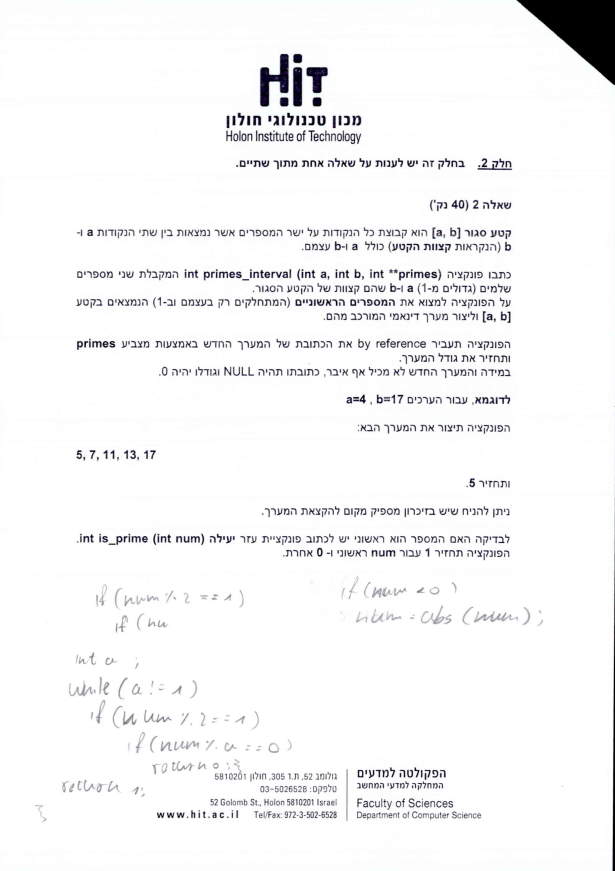 HiT
מכון טכנולוגי חולון
Holon Institute of Technology
חלק 2. בחלק זה יש לענות על שאלה אחת מתוך שתיים.
שאלה 2 (40 נק')
קטע סגור [a, b] הוא קבוצת כל הנקודות על ישר המספרים אשר נמצאות בין שתי הנקודות a ו-
b (הנקראות קצוות הקטע) כולל a ו-b עצמם.
כתבו פונקציה int primes_interval (int a, int b, int **primes) המקבלת שני מספרים
שלמים (גדולים מ-1) a ו-b שהם קצוות של הקטע הסגור.
על הפונקציה למצוא את המספרים הראשוניים (המתחלקים רק בעצמם וב-1) הנמצאים בקטע
[a, b] וליצור מערך דינאמי המורכב מהם.
הפונקציה תעביר by reference את הכתובת של המערך החדש באמצעות מצביע primes
ותחזיר את גודל המערך.
במידה והמערך החדש לא מכיל אף איבר, כתובתו תהיה NULL וגודלו יהיה 0.
לדוגמא, עבור הערכים a=4 , b=17
הפונקציה תיצור את המערך הבא:
5, 7, 11, 13, 17
ותחזיר 5.
ניתן להניח שיש בזיכרון מספיק מקום להקצאת המערך.
לבדיקה האם המספר הוא ראשוני יש לכתוב פונקציית עזר יעילה int is_prime (int num).
הפונקציה תחזיר 1 עבור num ראשוני ו- 0 אחרת.
if (num % 2 == 1)
if (nu
if (num < 0)
num = abs (num);
int a ;
while (a != 1)
if (num % 2 == 1)
if (num % a == 0)
return 0;
return 1;
}
גולומב 52, ת.ד 305, חולון 5810201
טלפקס: 03-5026528
52 Golomb St., Holon 5810201 Israel
www.hit.ac.il Tel/Fax: 972-3-502-6528
הפקולטה למדעים
המחלקה למדעי המחשב
Faculty of Sciences
Department of Computer Science